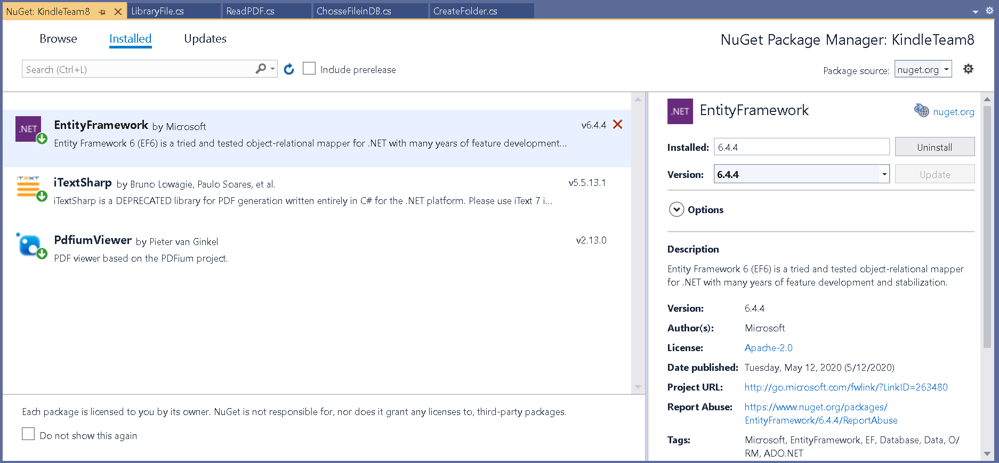 NuGet: KindleTeam8
LibraryFile.cs
ReadPDF.cs
ChosseFileinDB.cs
CreateFolder.cs
Browse
Installed
Updates
NuGet Package Manager: KindleTeam8
Search (Ctrl+L)
Include prerelease
Package source:
nuget.org
.NET
EntityFramework by Microsoft
v6.4.4
Entity Framework 6 (EF6) is a tried and tested object-relational mapper for .NET with many years of feature development...
iTEXT
iTextSharp by Bruno Lowagie, Paulo Soares, et al.
v5.5.13.1
iTextSharp is a DEPRECATED library for PDF generation written entirely in C# for the .NET platform. Please use iText 7 i...
PdfiumViewer by Pieter van Ginkel
v2.13.0
PDF viewer based on the PDFium project.
Each package is licensed to you by its owner. NuGet is not responsible for, nor does it grant any licenses to, third-party packages.
Do not show this again
.NET
EntityFramework
nuget.org
Installed:
6.4.4
Uninstall
Version:
6.4.4
Update
Options
Description
Entity Framework 6 (EF6) is a tried and tested object-relational mapper
for .NET with many years of feature development and stabilization.
Version: 6.4.4
Author(s): Microsoft
License: Apache-2.0
Date published: Tuesday, May 12, 2020 (5/12/2020)
Project URL: http://go.microsoft.com/fwlink/?LinkID=263480
Report Abuse: https://www.nuget.org/packages/
EntityFramework/6.4.4/ReportAbuse
Tags: Microsoft, EntityFramework, EF, Database, Data, O/
RM, ADO.NET